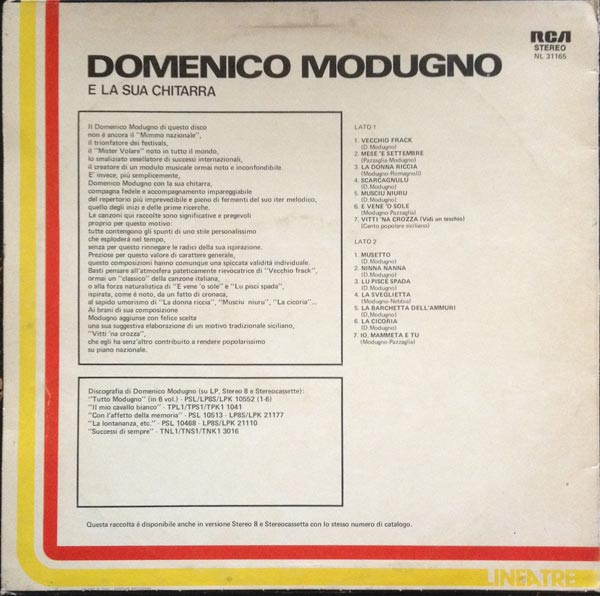 DOMENICO MODUGNO
E LA SUA CHITARRA
RCA
STEREO
NL 31165
Il Domenico Modugno di questo disco
non è ancora il "Mimmo nazionale",
il trionfatore dei festivals,
il "Mister Volare" noto in tutto il mondo,
lo smaliziato cesellatore di successi internazionali,
il creatore di un modulo musicale ormai noto e inconfondibile.
E' invece, più semplicemente,
Domenico Modugno con la sua chitarra,
compagna fedele e accompagnamento impareggiabile
del repertorio più imprevedibile e pieno di fermenti del suo iter melodico,
quello degli inizi e delle prime ricerche.
Le canzoni qui raccolte sono significative e pregevoli
proprio per questo motivo:
tutte contengono gli spunti di uno stile personalissimo
che esploderà nel tempo,
senza per questo rinnegare le radici della sua ispirazione.
Preziose per questo valore di carattere generale,
queste composizioni hanno comunque una spiccata validità individuale.
Basti pensare all'atmosfera pateticamente rievocatrice di "Vecchio frack",
ormai un "classico" della canzone italiana,
o alla forza naturalistica di "E vene 'o sole" e "Lu pisci spada",
ispirata, come è noto, da un fatto di cronaca,
al sapido umorismo di "La donna riccia", "Musciu niuru", "La cicoria"...
Ai brani di sua composizione
Modugno aggiunse con felice scelta
una sua suggestiva elaborazione di un motivo tradizionale siciliano,
"Vitti 'na crozza",
che egli ha senz'altro contribuito a rendere popolarissimo
su piano nazionale.
LATO 1
1. VECCHIO FRACK
(D.Modugno)
2. MESE 'E SETTEMBRE
(Pazzaglia-Modugno)
3. LA DONNA RICCIA
(Modugno-Romagnoli)
4. SCARCAGNULU
(D.Modugno)
5. MUSCIU NIURU
(D.Modugno)
6. E VENE 'O SOLE
(Modugno-Pazzaglia)
7. VITTI 'NA CROZZA (Vidi un teschio)
(Canto popolare siciliano)
LATO 2
1. MUSETTO
(D.Modugno)
2. NINNA NANNA
(D.Modugno)
3. LU PISCE SPADA
(D.Modugno)
4. LA SVEGLIETTA
(Modugno-Nebbia)
5. LA BARCHETTA DELL'AMMURI
(D.Modugno)
6. LA CICORIA
(D.Modugno)
7. IO, MAMMETA E TU
(Modugno-Pazzaglia)
Discografia di Domenico Modugno (su LP, Stereo 8 e Stereocassette):
"Tutto Modugno" (in 6 vol.) - PSL/LP8S/LPK 10552 (1-6)
"Il mio cavallo bianco" - TPL1/TPS1/TPK1 1041
"Con l'affetto della memoria" - PSL 10513 - LP8S/LPK 21177
"La lontananza, etc." - PSL 10468 - LP8S/LPK 21110
"Successi di sempre" - TNL1/TNS1/TNK1 3016
Questa raccolta è disponibile anche in versione Stereo 8 e Stereocassetta con lo stesso numero di catalogo.
LINEATRE